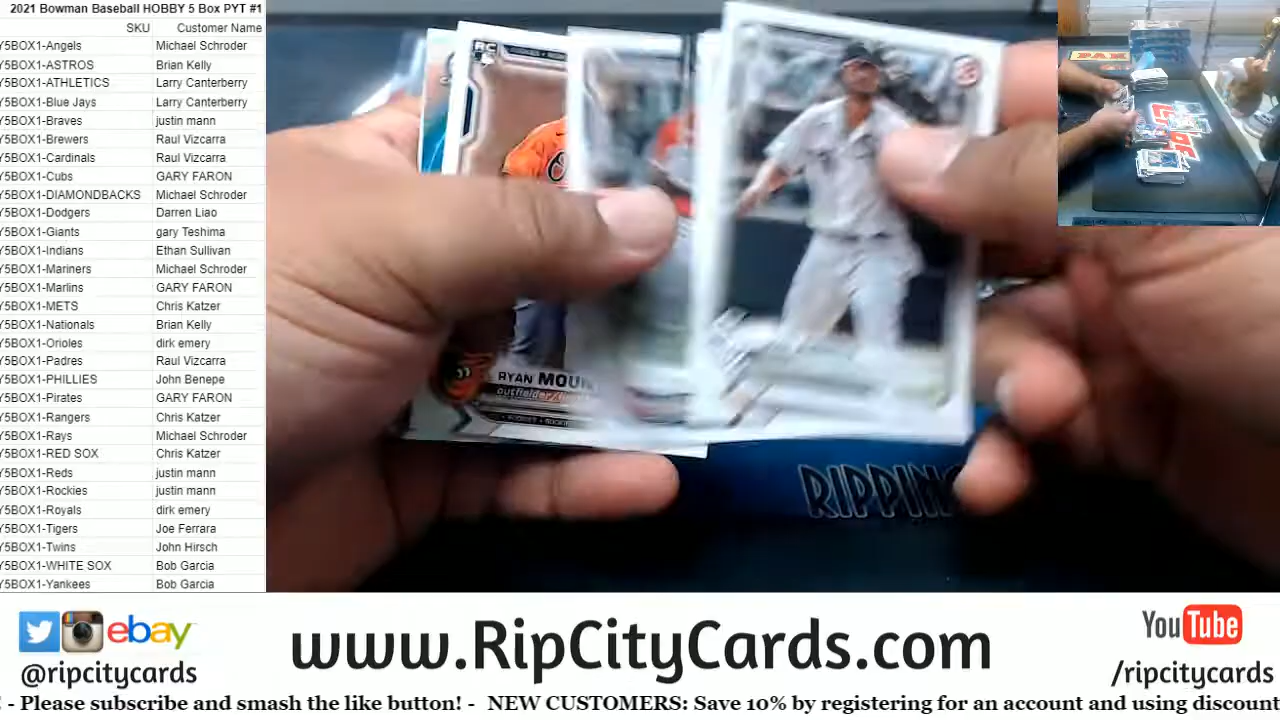 2021 Bowman Baseball HOBBY 5 Box PYT #1
SKU Customer Name
Y5BOX1-Angels Michael Schroder
Y5BOX1-ASTROS Brian Kelly
Y5BOX1-ATHLETICS Larry Canterberry
Y5BOX1-Blue Jays Larry Canterberry
Y5BOX1-Braves justin mann
Y5BOX1-Brewers Raul Vizcarra
Y5BOX1-Cardinals Raul Vizcarra
Y5BOX1-Cubs GARY FARON
Y5BOX1-DIAMONDBACKS Michael Schroder
Y5BOX1-Dodgers Darren Liao
Y5BOX1-Giants gary Teshima
Y5BOX1-Indians Ethan Sullivan
Y5BOX1-Mariners Michael Schroder
Y5BOX1-Marlins GARY FARON
Y5BOX1-METS Chris Katzer
Y5BOX1-Nationals Brian Kelly
Y5BOX1-Orioles dirk emery
Y5BOX1-Padres Raul Vizcarra
Y5BOX1-PHILLIES John Benepe
Y5BOX1-Pirates GARY FARON
Y5BOX1-Rangers Chris Katzer
Y5BOX1-Rays Michael Schroder
Y5BOX1-RED SOX Chris Katzer
Y5BOX1-Reds justin mann
Y5BOX1-Rockies justin mann
Y5BOX1-Royals dirk emery
Y5BOX1-Tigers Joe Ferrara
Y5BOX1-Twins John Hirsch
Y5BOX1-WHITE SOX Bob Garcia
Y5BOX1-Yankees Bob Garcia
RC
RYAN MOUN
outfielder/
RIPPIN
ebay
@ripcitycards
www.RipCityCards.com
YouTube
/ripcitycards
- Please subscribe and smash the like button! - NEW CUSTOMERS: Save 10% by registering for an account and using discount